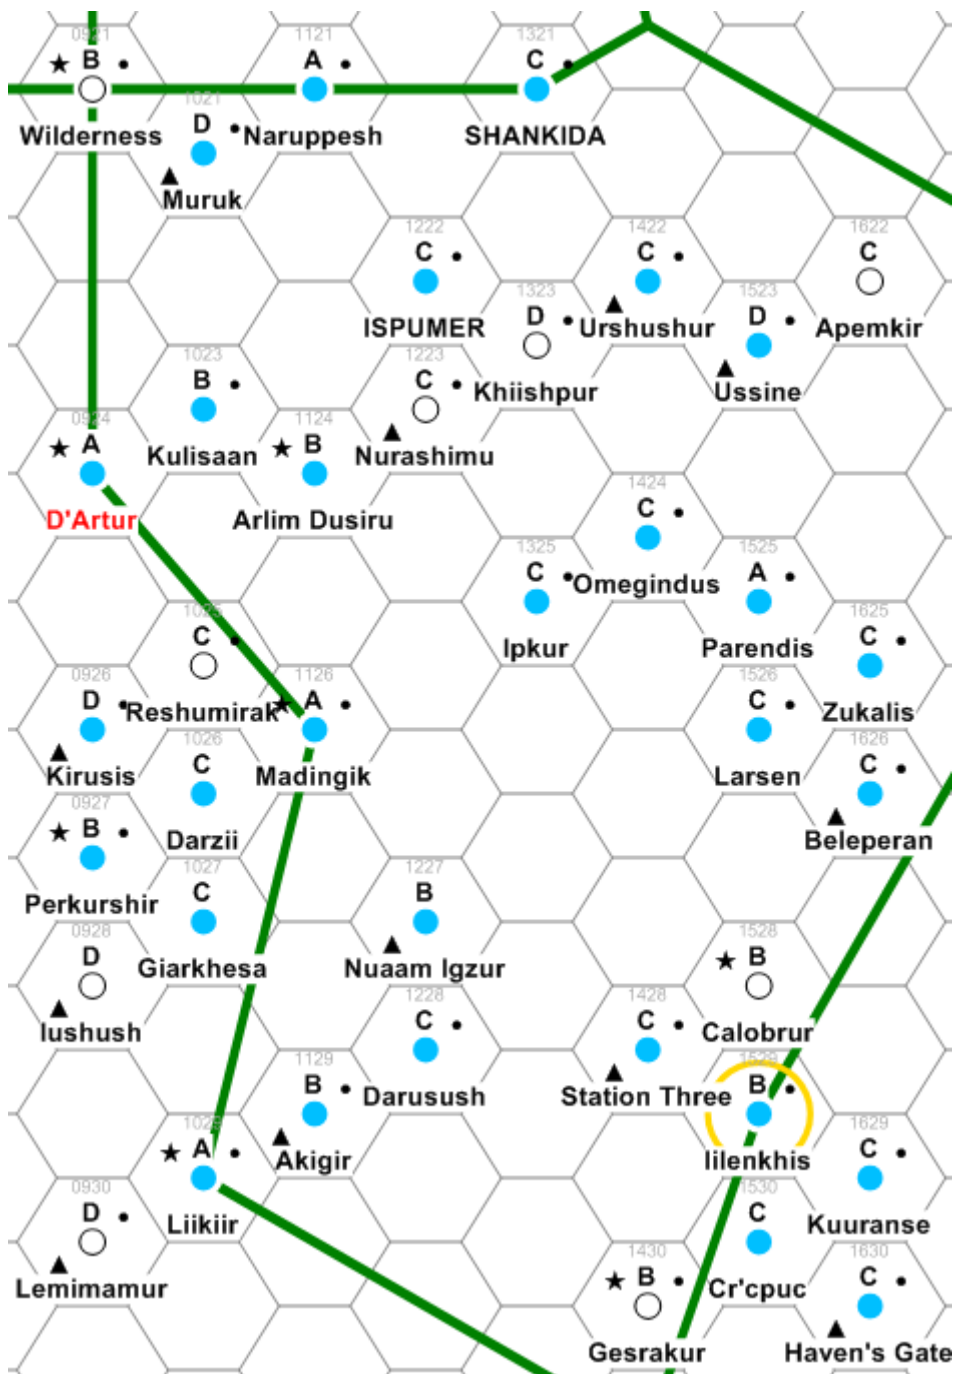 0921
B
Wilderness
1121
A
Naruppesh
1321
C
SHANKIDA
1021
D
Muruk
1222
C
ISPUMER
1422
C
Urshushur
1622
C
Apemkir
1323
D
Khiishpur
1523
D
Ussine
1023
B
Kulisaan
1223
C
Nurashimu
0924
A
D'Artur
1124
B
Arlim Dusiru
1424
C
Omegindus
1325
C
Ipkur
1525
A
Parendis
1025
C
Reshumirak
1625
C
Zukalis
0926
D
Kirusis
1126
A
Madingik
1526
C
Larsen
1026
C
Darzii
1626
C
Beleperan
0927
B
Perkurshir
1027
C
Giarkhesa
1227
B
Nuaam Igzur
0928
D
Iushush
1528
B
Calobrur
1228
C
Darusush
1428
C
Station Three
1129
B
Akigir
1529
B
Iilenkhis
1029
A
Liikiir
1629
C
Kuuranse
0930
D
Lemimamur
1530
C
Cr'cpuc
1430
B
Gesrakur
1630
C
Haven's Gate